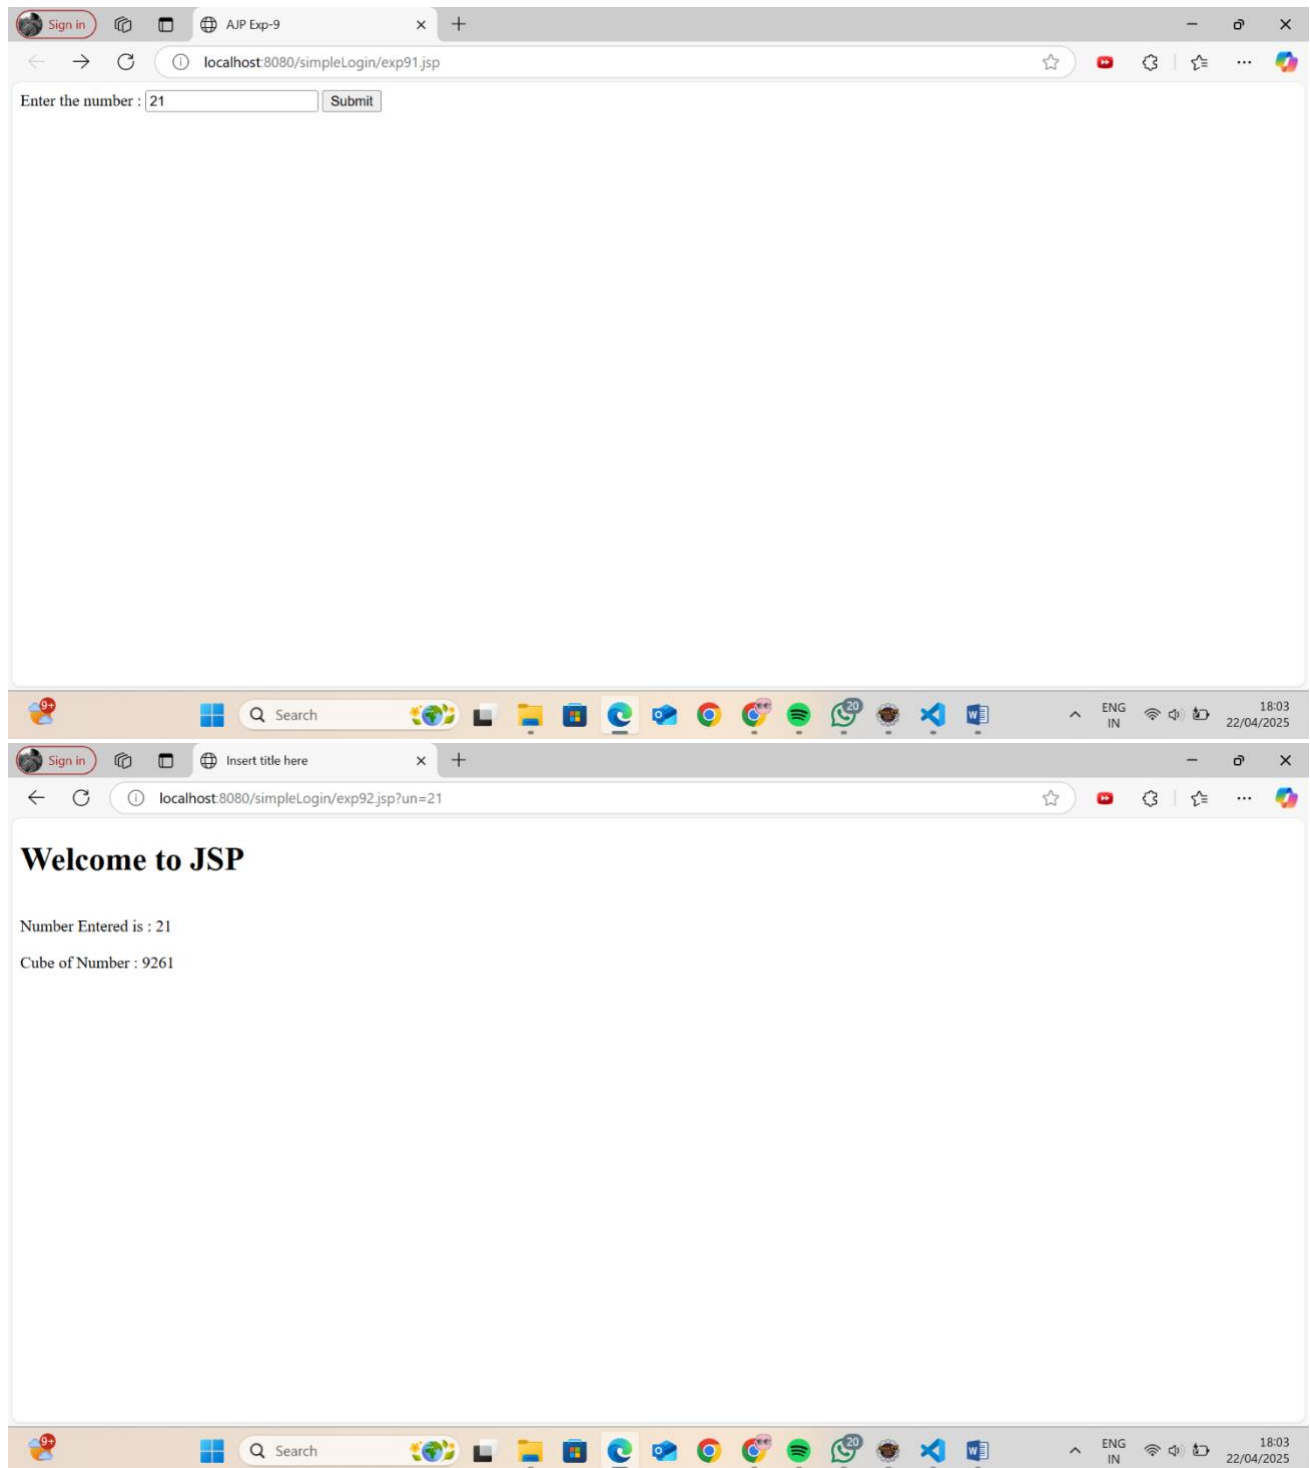 Sign in
AJP Exp-9
localhost:8080/simpleLogin/exp91.jsp
Enter the number : 21 Submit
9+
Search
20
ENG
IN
18:03
22/04/2025
Sign in
Insert title here
localhost:8080/simpleLogin/exp92.jsp?un=21
Welcome to JSP
Number Entered is : 21
Cube of Number : 9261
9+
Search
20
ENG
IN
18:03
22/04/2025